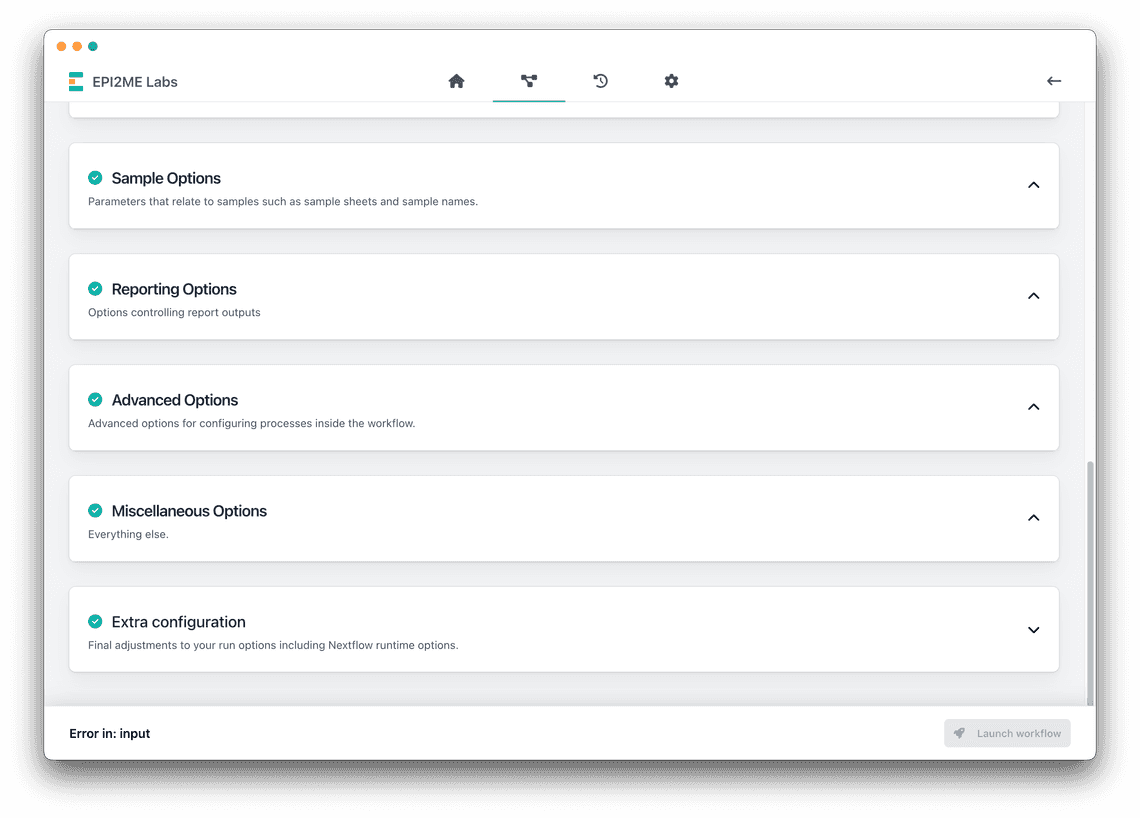 EPI2ME Labs
Sample Options
Parameters that relate to samples such as sample sheets and sample names.
Reporting Options
Options controlling report outputs
Advanced Options
Advanced options for configuring processes inside the workflow.
Miscellaneous Options
Everything else.
Extra configuration
Final adjustments to your run options including Nextflow runtime options.
Error in: input
Launch workflow